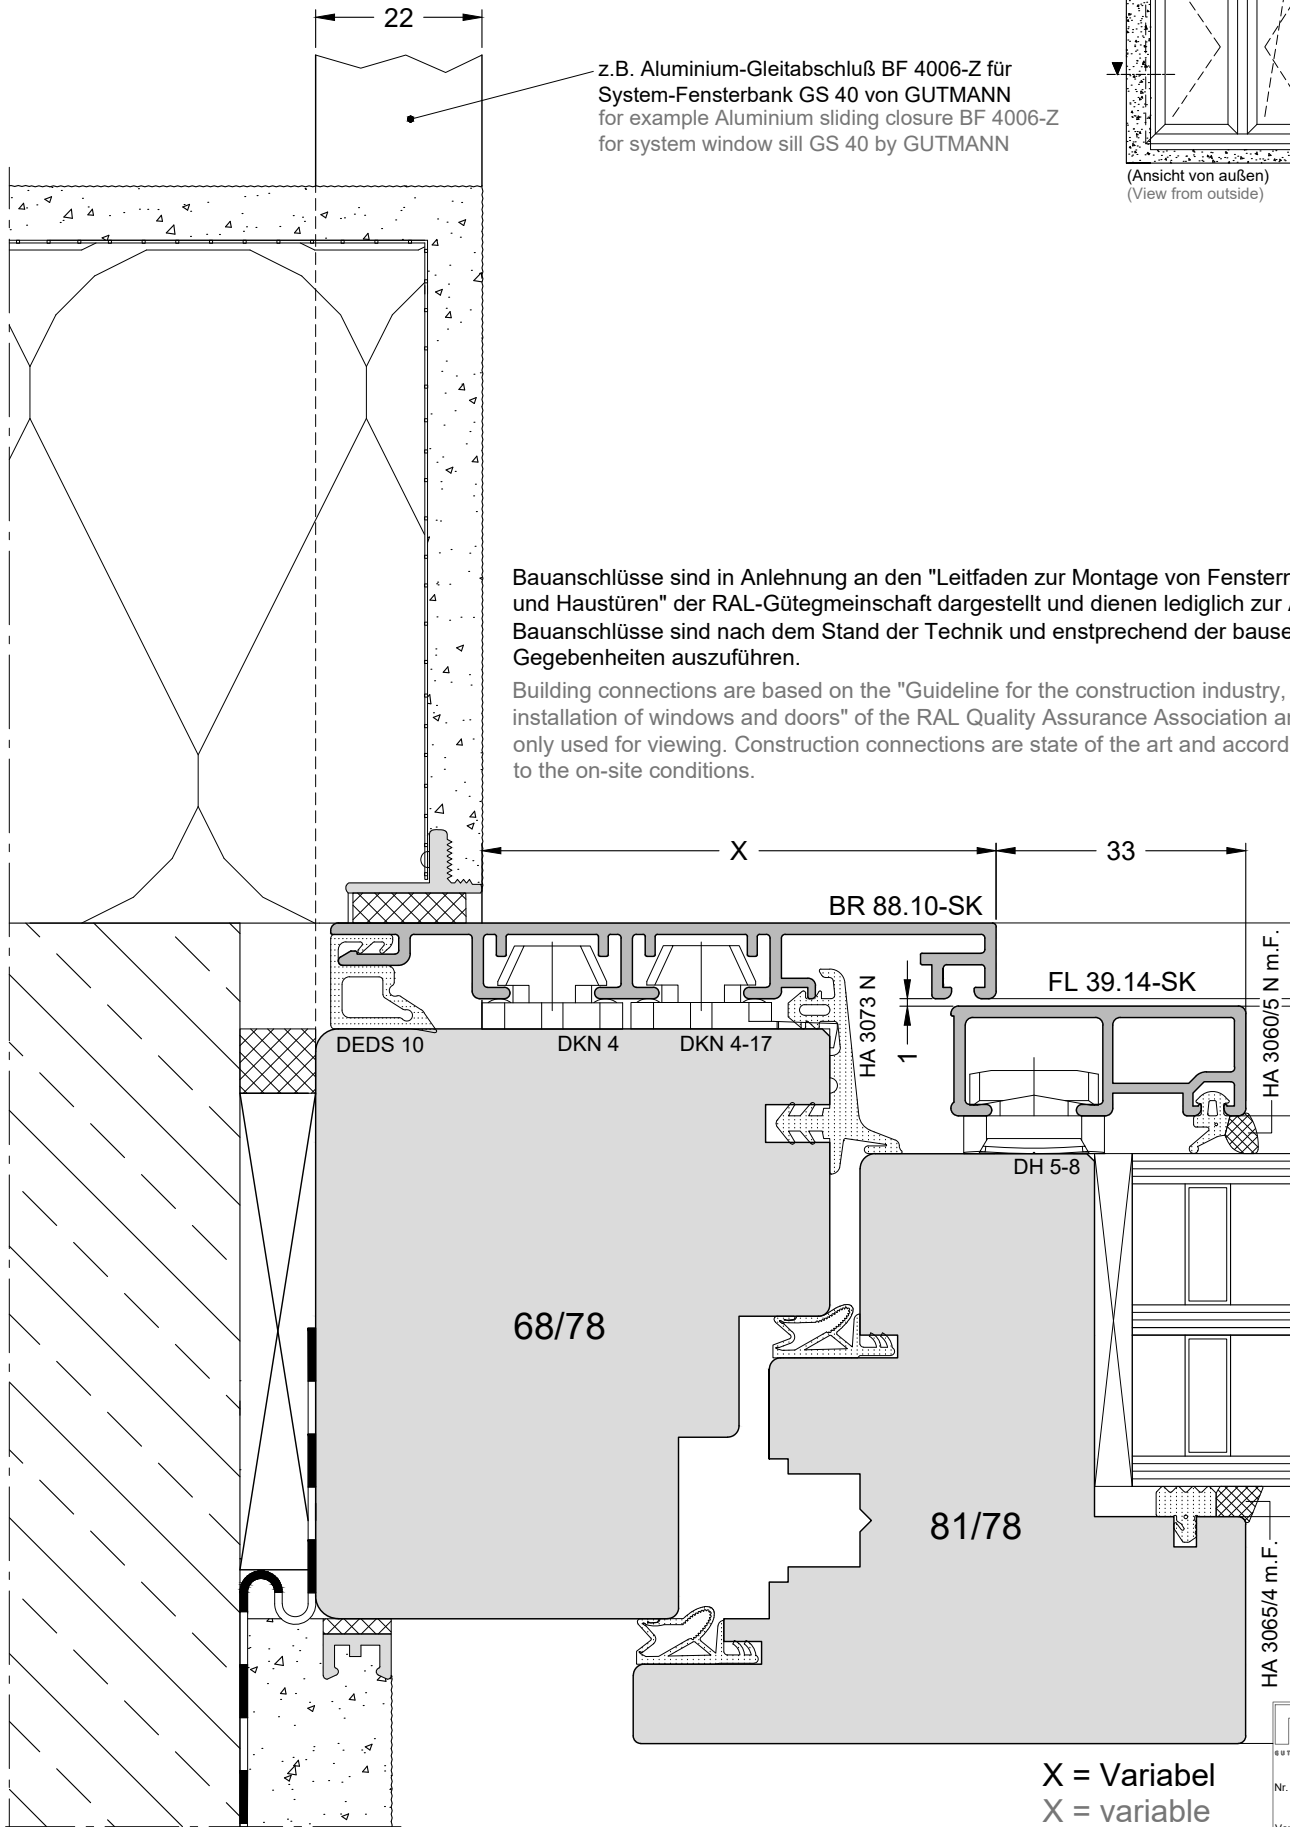 22
z.B. Aluminium-Gleitabschluß BF 4006-Z für
System-Fensterbank GS 40 von GUTMANN
for example Aluminium sliding closure BF 4006-Z
for system window sill GS 40 by GUTMANN
(Ansicht von außen)
(View from outside)
Bauanschlüsse sind in Anlehnung an den "Leitfaden zur Montage von Fenstern
und Haustüren" der RAL-Gütegmeinschaft dargestellt und dienen lediglich zur
Bauanschlüsse sind nach dem Stand der Technik und enstprechend der bause
Gegebenheiten auszuführen.
Building connections are based on the "Guideline for the construction industry,
installation of windows and doors" of the RAL Quality Assurance Association
only used for viewing. Construction connections are state of the art and accord
to the on-site conditions.
X
33
BR 88.10-SK
FL 39.14-SK
HA 3060/5 N m.F.
HA 3073 N
1
DEDS 10
DKN 4
DKN 4-17
DH 5-8
68/78
81/78
HA 3065/4 m.F.
X = Variabel
X = variable
Nr.